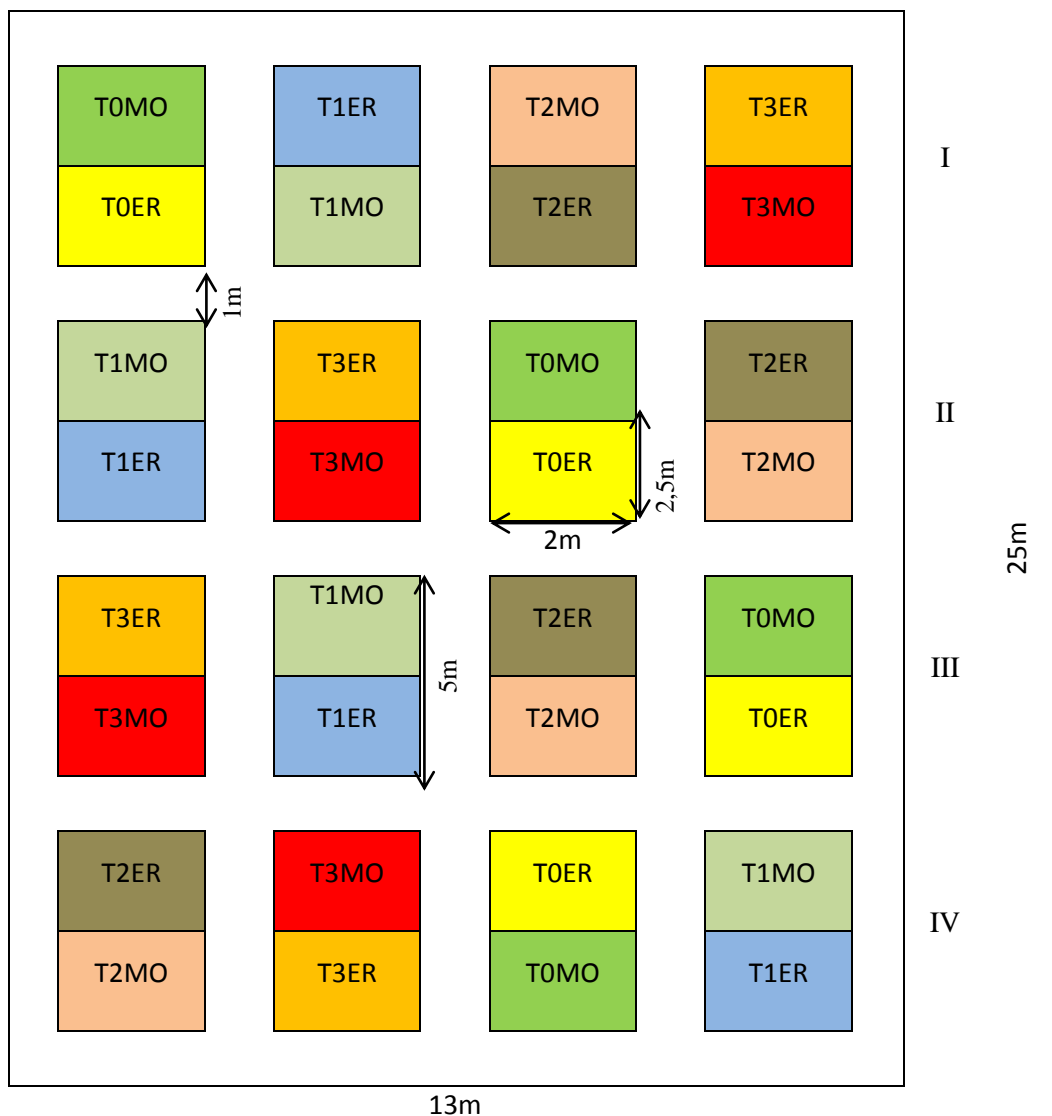 T0MO T1ER T2MO T3ER
I
T0ER T1MO T2ER T3MO
1m
T1MO T3ER T0MO T2ER
II
T1ER T3MO T0ER T2MO
2,5m
2m
25m
T3ER T1MO T2ER T0MO
5m
III
T3MO T1ER T2MO T0ER
T2ER T3MO T0ER T1MO
IV
T2MO T3ER T0MO T1ER
13m